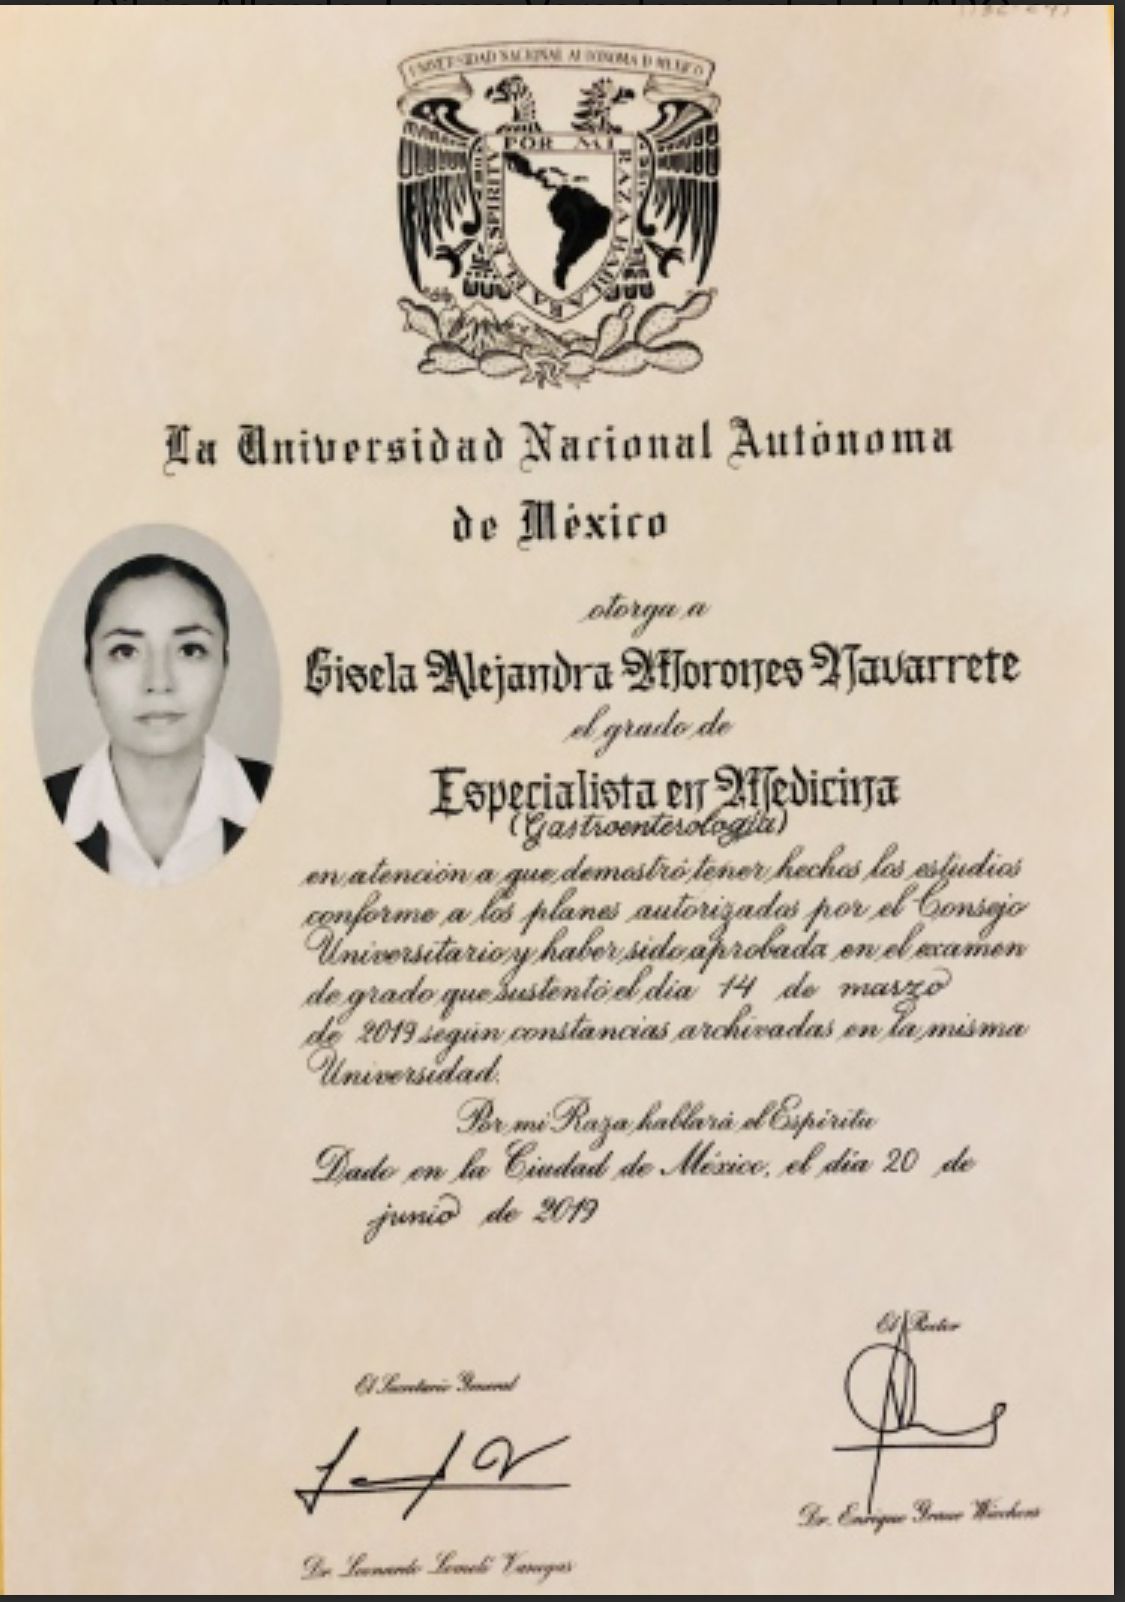 UNIVERSIDAD NACIONAL AUTONOMA D MEXICO
POR MI RAZA HABLARA EL ESPIRITV
La Universidad Nacional Autónoma
de México
otorga a
Gisela Alejandra Morones Navarrete
el grado de
Especialista en Medicina
(Gastroenterología)
en atención a que demostró tener hechos los estudios
conforme a los planes autorizados por el Consejo
Universitario y haber sido aprobada en el examen
de grado que sustentó el día 14 de marzo
de 2019 según constancias archivadas en la misma
Universidad.
Por mi Raza hablará el Espíritu
Dado en la Ciudad de México, el día 20 de
junio de 2019
El Rector
El Secretario General
Dr. Enrique Graue Wiechers
Dr. Leonardo Lomelí Vanegas